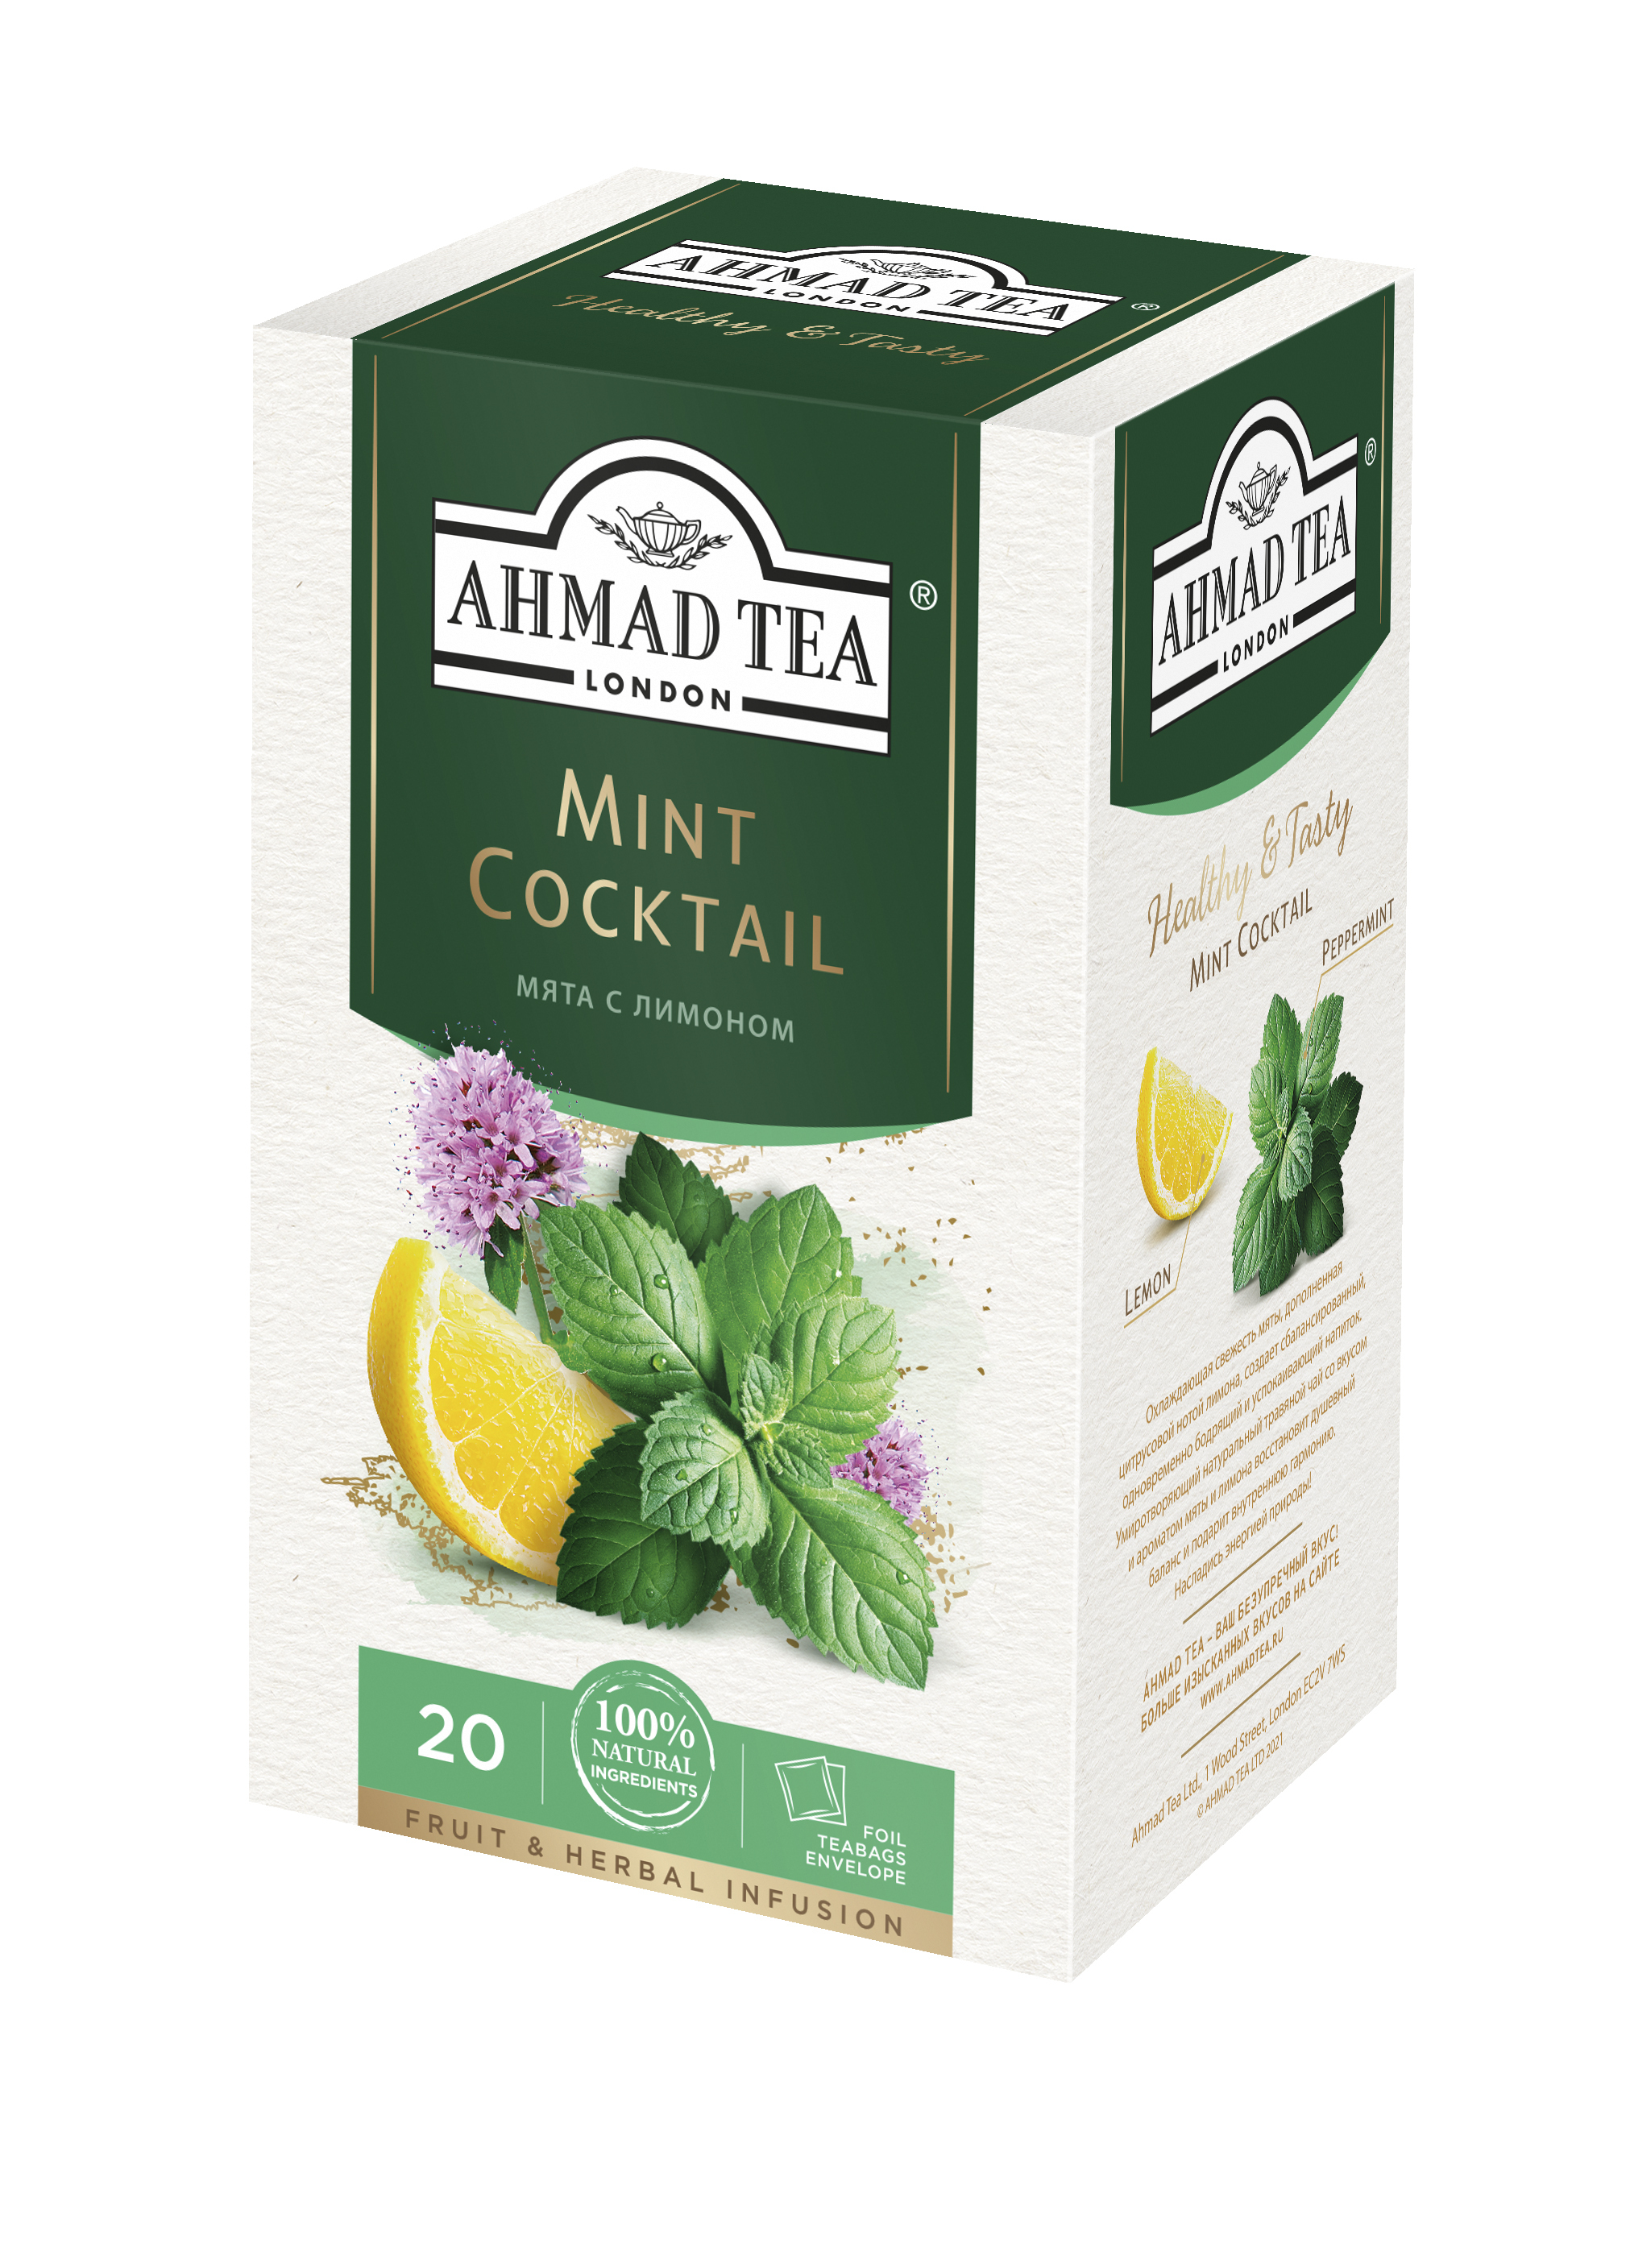 AHMAD TEA ®
LONDON
Healthy & Tasty
AHMAD TEA ®
LONDON
MINT
COCKTAIL
МЯТА С ЛИМОНОМ
20
100%
NATURAL
INGREDIENTS
FOIL
TEABAGS
ENVELOPE
FRUIT & HERBAL INFUSION
AHMAD TEA ®
LONDON
Healthy & Tasty
MINT COCKTAIL
PEPPERMINT
LEMON
Охлаждающая свежесть мяты, дополненная
цитрусовой нотой лимона, создает сбалансированный,
одновременно бодрящий и успокаивающий напиток.
Умиротворяющий натуральный травяной чай со вкусом
и ароматом мяты и лимона восстановит душевный
баланс и подарит внутреннюю гармонию.
Насладись энергией природы!
AHMAD TEA – ВАШ БЕЗУПРЕЧНЫЙ ВКУС!
БОЛЬШЕ ИЗЫСКАННЫХ ВКУСОВ НА САЙТЕ
WWW.AHMADTEA.RU
Ahmad Tea Ltd., 1 Wood Street, London EC2V 7WS
© AHMAD TEA LTD 2021